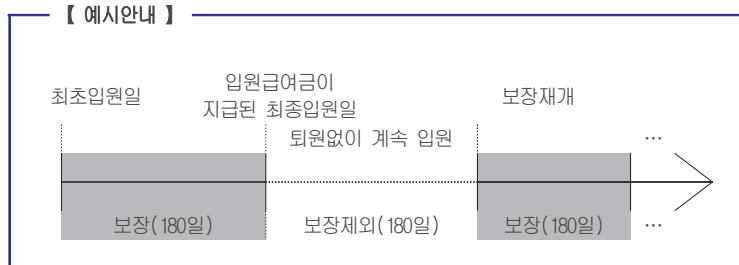 【 예시안내 】
최초입원일
입원급여금이
지급된 최종입원일
보장재개
퇴원없이 계속 입원
…
보장(180일)
보장제외(180일)
보장(180일)
…